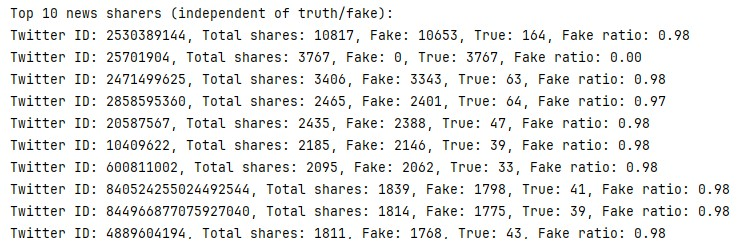 Top 10 news sharers (independent of truth/fake):
Twitter ID: 2530389144, Total shares: 10817, Fake: 10653, True: 164, Fake ratio: 0.98
Twitter ID: 25701904, Total shares: 3767, Fake: 0, True: 3767, Fake ratio: 0.00
Twitter ID: 2471499625, Total shares: 3406, Fake: 3343, True: 63, Fake ratio: 0.98
Twitter ID: 2858595360, Total shares: 2465, Fake: 2401, True: 64, Fake ratio: 0.97
Twitter ID: 20587567, Total shares: 2435, Fake: 2388, True: 47, Fake ratio: 0.98
Twitter ID: 10409622, Total shares: 2185, Fake: 2146, True: 39, Fake ratio: 0.98
Twitter ID: 600811002, Total shares: 2095, Fake: 2062, True: 33, Fake ratio: 0.98
Twitter ID: 840524255024492544, Total shares: 1839, Fake: 1798, True: 41, Fake ratio: 0.98
Twitter ID: 844966877075927040, Total shares: 1814, Fake: 1775, True: 39, Fake ratio: 0.98
Twitter ID: 4889604194, Total shares: 1811, Fake: 1768, True: 43, Fake ratio: 0.98